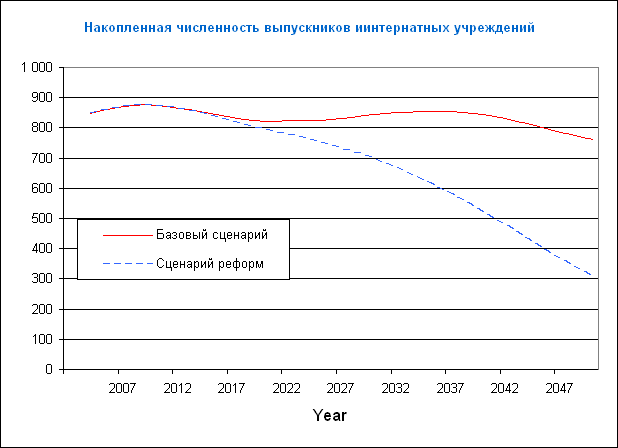 Накопленная численность выпускников иинтернатных учреждений
1 000
900
800
700
600
500
400
300
200
100
0
Базовый сценарий
Сценарий реформ
2007 2012 2017 2022 2027 2032 2037 2042 2047
Year